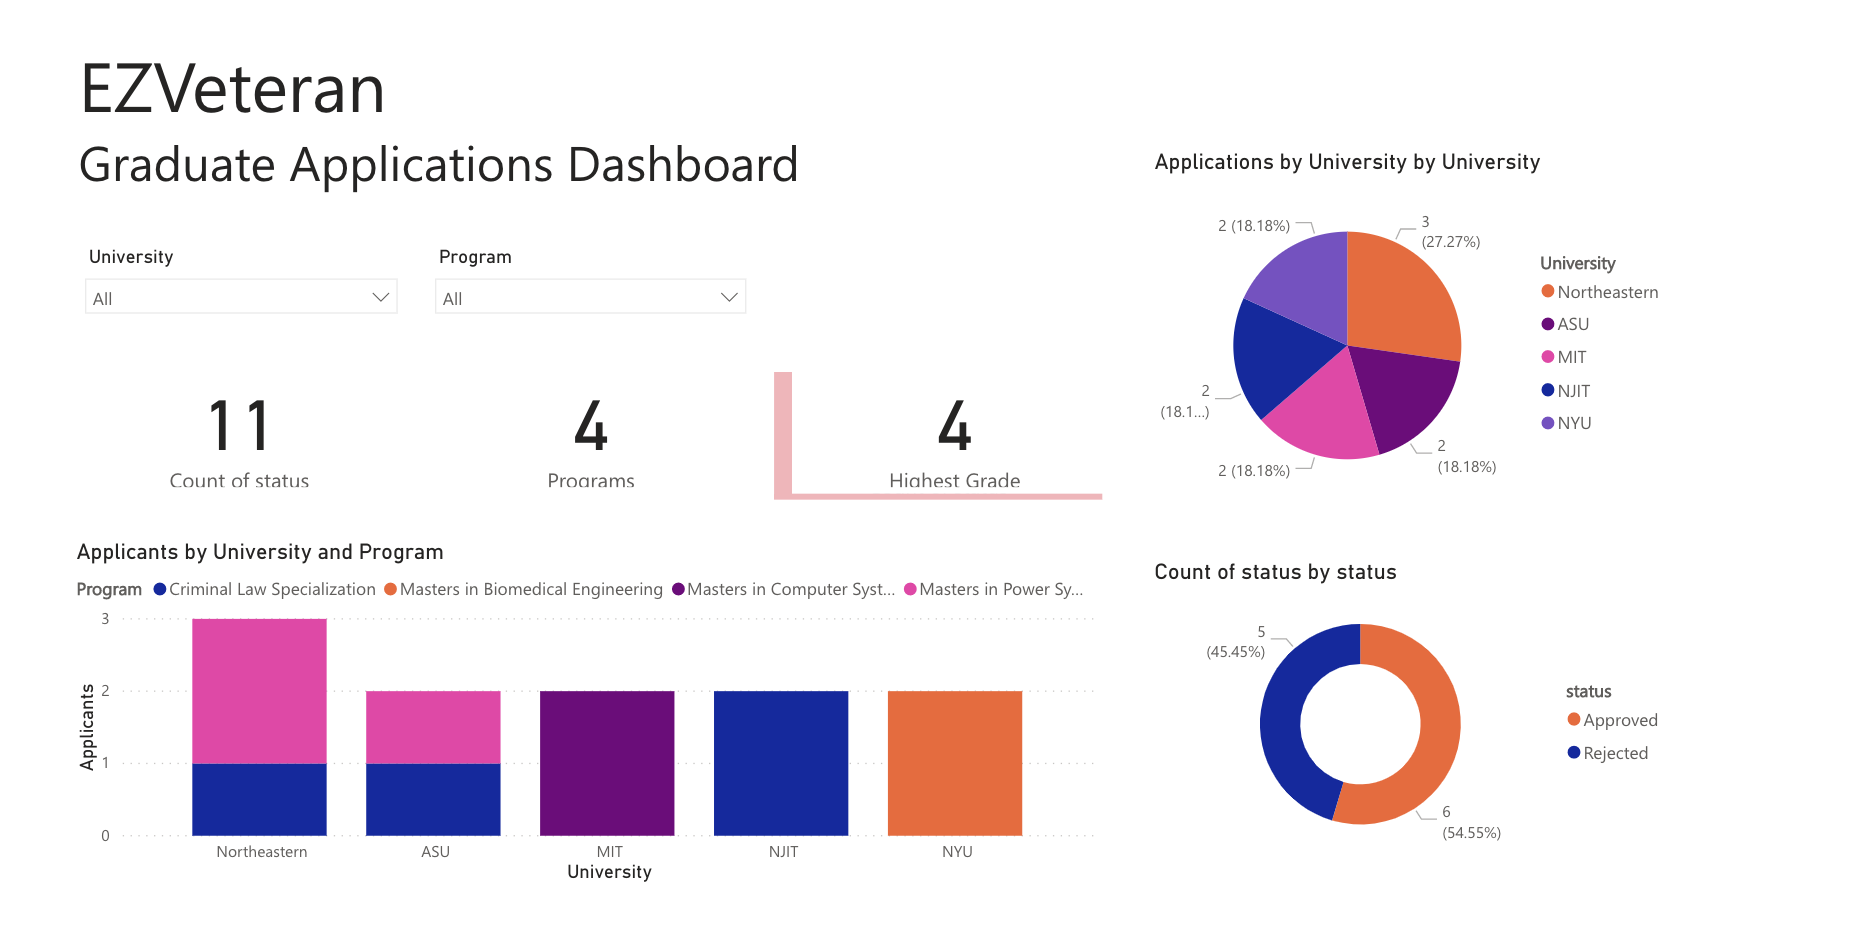 EZVeteran
Graduate Applications Dashboard
University
All
Program
All
11
Count of status
4
Programs
4
Highest Grade
Applicants by University and Program
Program Criminal Law Specialization Masters in Biomedical Engineering Masters in Computer Syst... Masters in Power Sy...
Applicants
3
2
1
0
Northeastern ASU MIT NJIT NYU
University
Applications by University by University
2 (18.18%)
3
(27.27%)
2
(18.1...)
2 (18.18%)
2
(18.18%)
University
Northeastern
ASU
MIT
NJIT
NYU
Count of status by status
5
(45.45%)
6
(54.55%)
status
Approved
Rejected